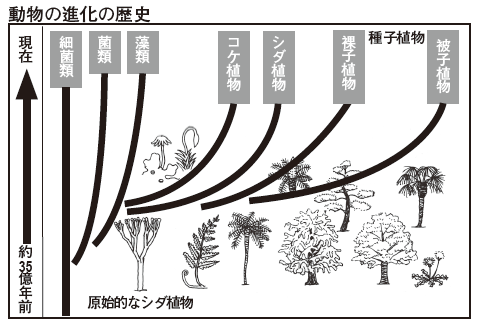 動物の進化の歴史
現在
約35億年前
細菌類
菌類
藻類
コケ植物
シダ植物
種子植物
裸子植物
被子植物
原始的なシダ植物